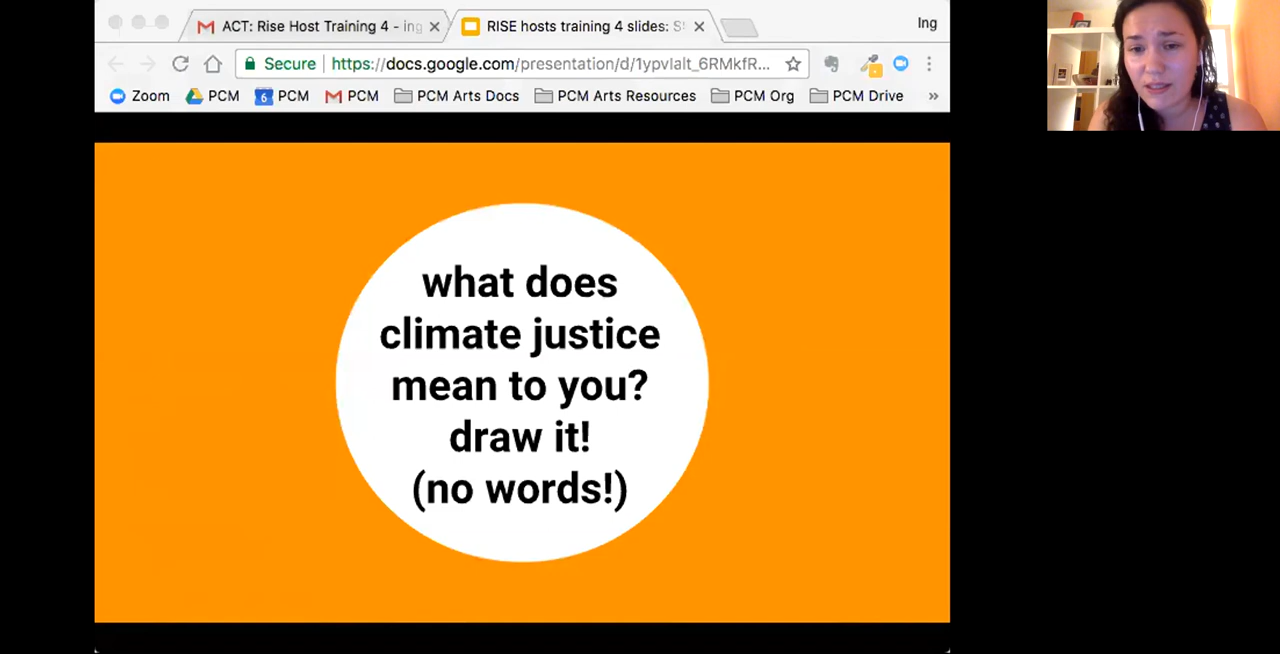 ACT: Rise Host Training 4 - ing
RISE hosts training 4 slides: S
Ing
Secure
https://docs.google.com/presentation/d/1ypvIalt_6RMkfR...
Zoom
PCM
6 PCM
PCM
PCM Arts Docs
PCM Arts Resources
PCM Org
PCM Drive
»
what does
climate justice
mean to you?
draw it!
(no words!)